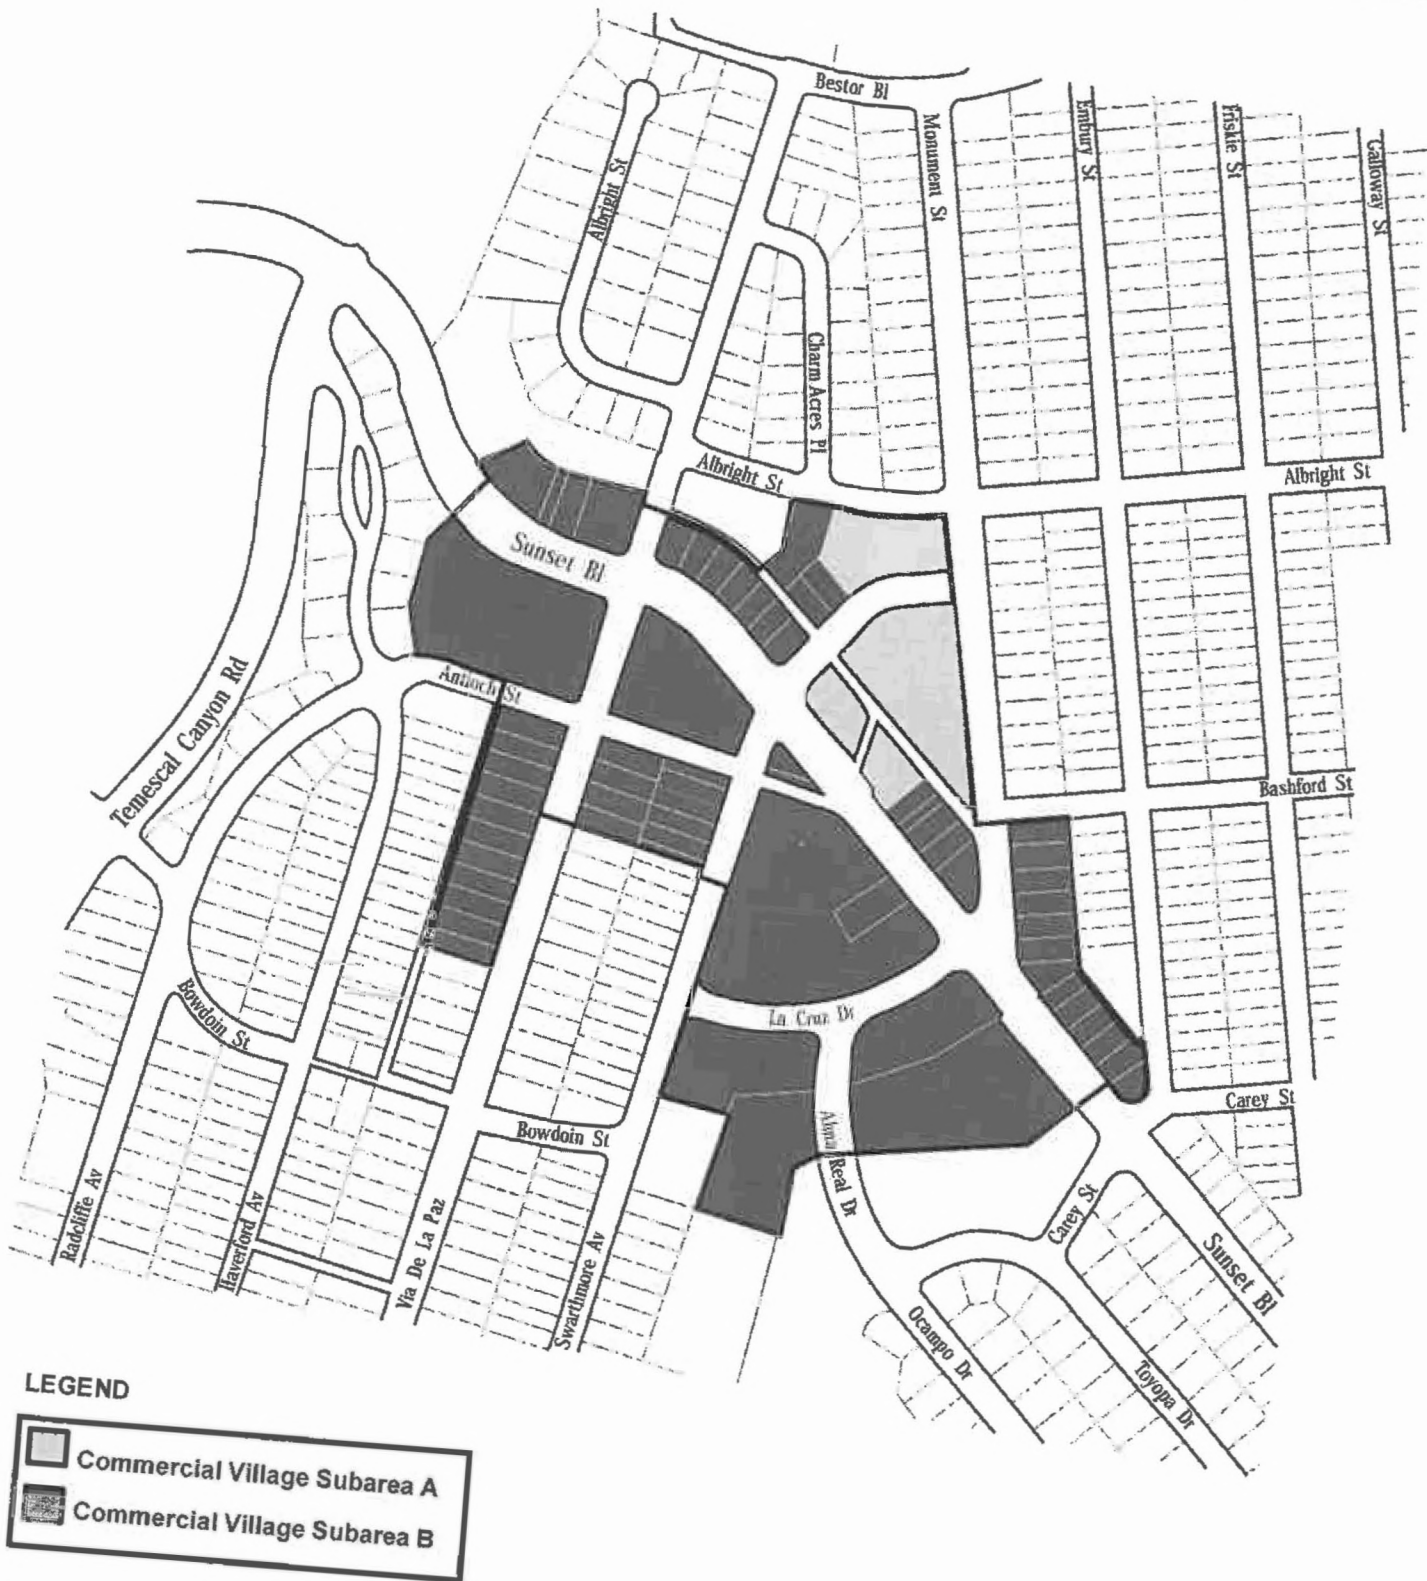 Bestor Bl
Monument St
Embury St
Friskie St
Galloway St
Albright St
Charm Acres Pl
Albright St
Albright St
Sunset Bl
Temescal Canyon Rd
Antioch St
Bashford St
Bowdoin St
La Cruz Dr
Carey St
Bowdoin St
Alma Real Dr
Radcliffe Av
Haverford Av
Via De La Paz
Swarthmore Av
Carey St
Sunset Bl
Ocampo Dr
Toyopa Dr
LEGEND
Commercial Village Subarea A
Commercial Village Subarea B